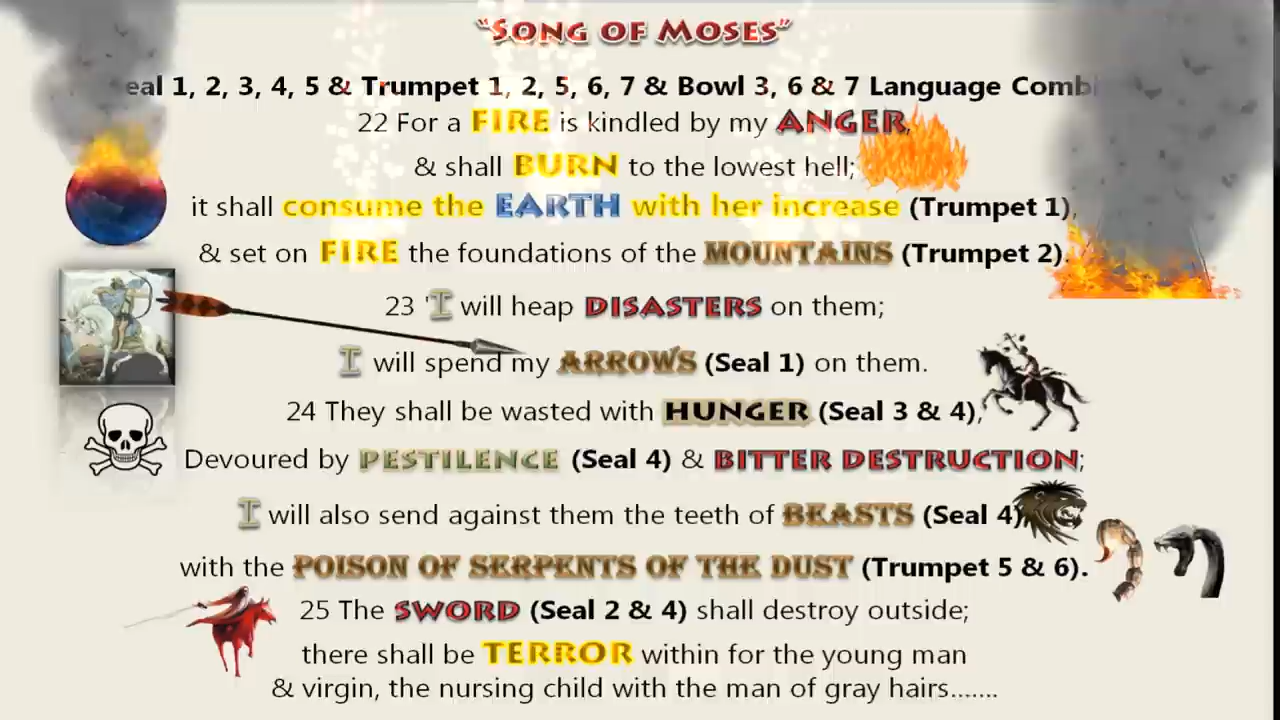 "SONG OF MOSES"
eal 1, 2, 3, 4, 5 & Trumpet 1, 2, 5, 6, 7 & Bowl 3, 6 & 7 Language Comb
22 For a FIRE is kindled by my ANGER,
& shall BURN to the lowest hell;
it shall consume the EARTH with her increase (Trumpet 1),
& set on FIRE the foundations of the MOUNTAINS (Trumpet 2).
23 'I will heap DISASTERS on them;
I will spend my ARROWS (Seal 1) on them.
24 They shall be wasted with HUNGER (Seal 3 & 4),
Devoured by PESTILENCE (Seal 4) & BITTER DESTRUCTION;
I will also send against them the teeth of BEASTS (Seal 4)
with the POISON OF SERPENTS OF THE DUST (Trumpet 5 & 6).
25 The SWORD (Seal 2 & 4) shall destroy outside;
there shall be TERROR within for the young man
& virgin, the nursing child with the man of gray hairs.......